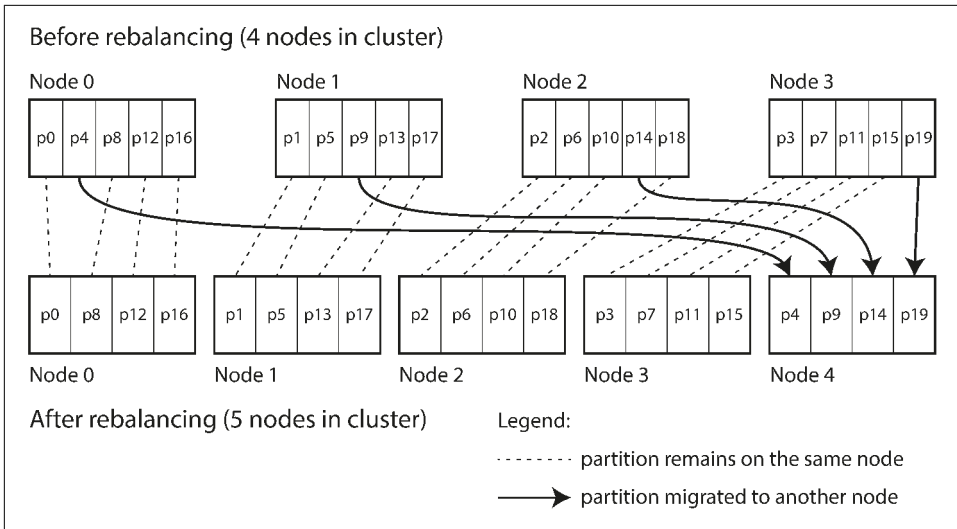 Before rebalancing (4 nodes in cluster)
Node 0 Node 1 Node 2 Node 3
p0 p4 p8 p12 p16 p1 p5 p9 p13 p17 p2 p6 p10 p14 p18 p3 p7 p11 p15 p19
p0 p8 p12 p16 p1 p5 p13 p17 p2 p6 p10 p18 p3 p7 p11 p15 p4 p9 p14 p19
Node 0 Node 1 Node 2 Node 3 Node 4
After rebalancing (5 nodes in cluster)
Legend:
partition remains on the same node
partition migrated to another node